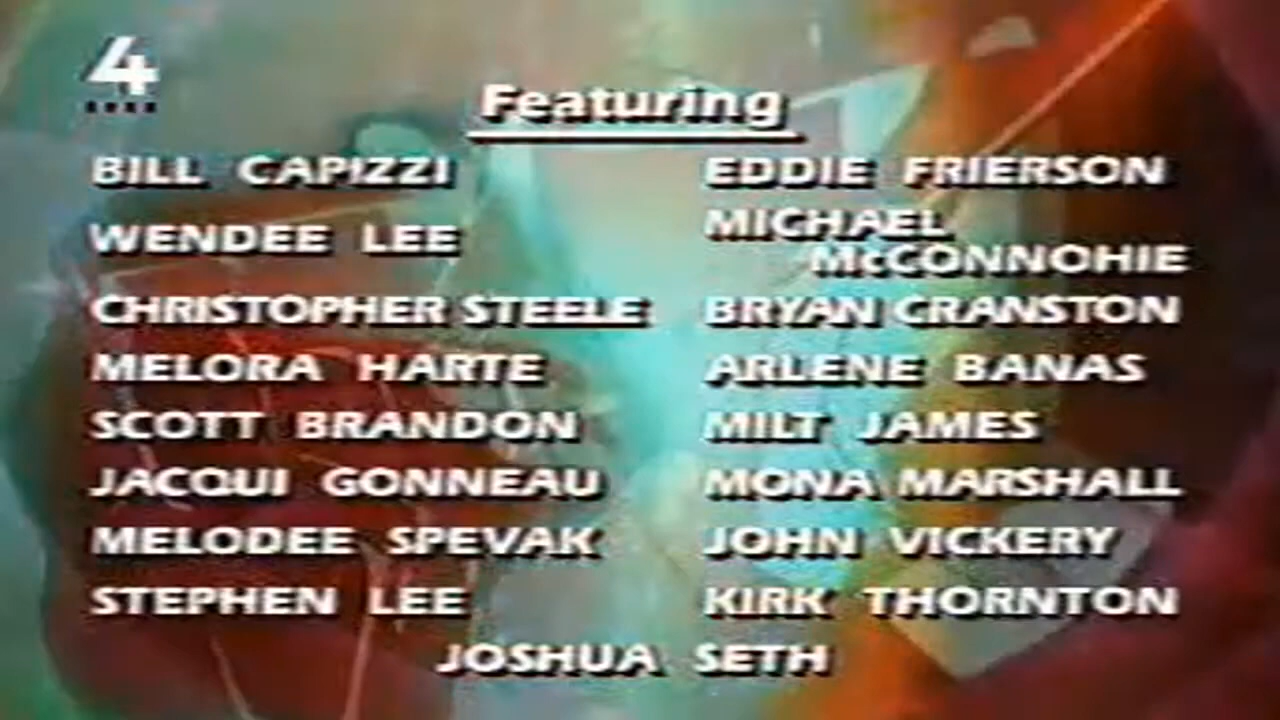 4
Featuring
BILL CAPIZZI
EDDIE FRIERSON
WENDEE LEE
MICHAEL
McCONNOHIE
CHRISTOPHER STEELE
BRYAN CRANSTON
MELORA HARTE
ARLENE BANAS
SCOTT BRANDON
MILT JAMES
JACQUI GONNEAU
MONA MARSHALL
MELODEE SPEVAK
JOHN VICKERY
STEPHEN LEE
KIRK THORNTON
JOSHUA SETH